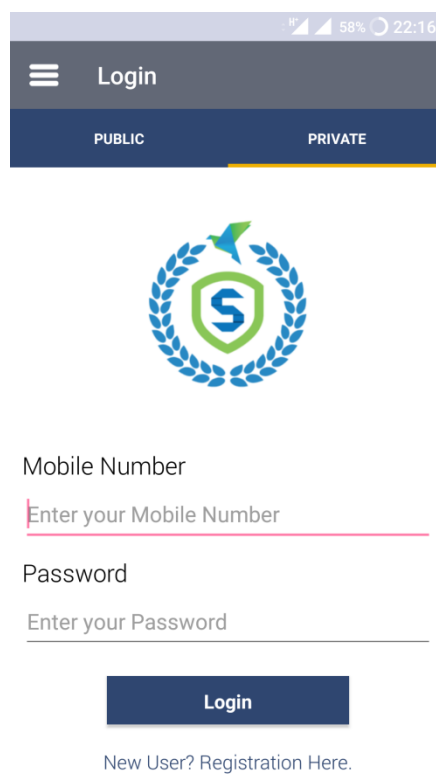 H+ 58% 22:16
Login
PUBLIC PRIVATE
S
Mobile Number
Enter your Mobile Number
Password
Enter your Password
Login
New User? Registration Here.